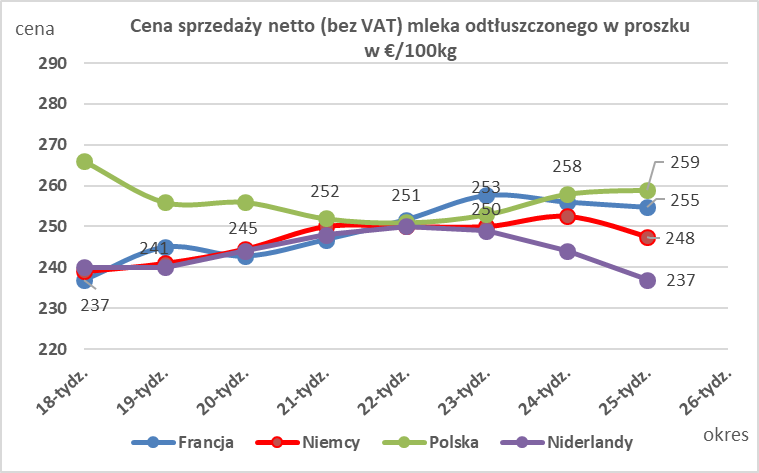 cena
Cena sprzedaży netto (bez VAT) mleka odtłuszczonego w proszku
w €/100kg
290
280
270
260
250
240
230
220
237
241
245
252
251
253
250
258
259
255
248
237
18-tydz.
19-tydz.
20-tydz.
21-tydz.
22-tydz.
23-tydz.
24-tydz.
25-tydz.
26-tydz.
okres
Francja
Niemcy
Polska
Niderlandy